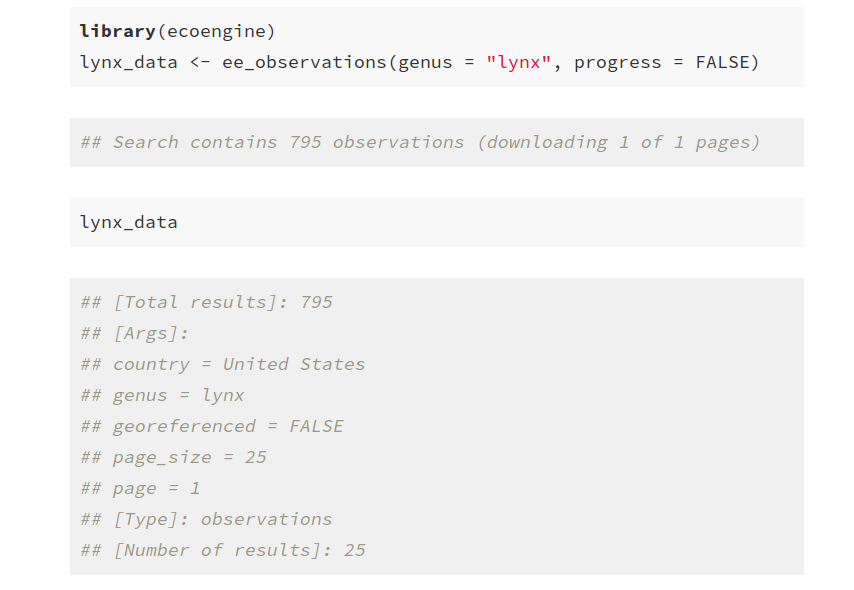 library(ecoengine)
lynx_data <- ee_observations(genus = "lynx", progress = FALSE)
## Search contains 795 observations (downloading 1 of 1 pages)
lynx_data
## [Total results]: 795
## [Args]:
## country = United States
## genus = lynx
## georeferenced = FALSE
## page_size = 25
## page = 1
## [Type]: observations
## [Number of results]: 25